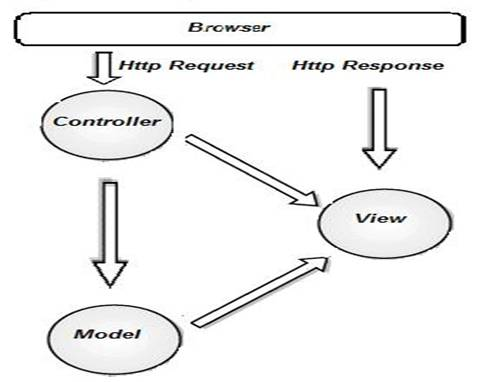 Browser
Http Request
Http Response
Controller
View
Model